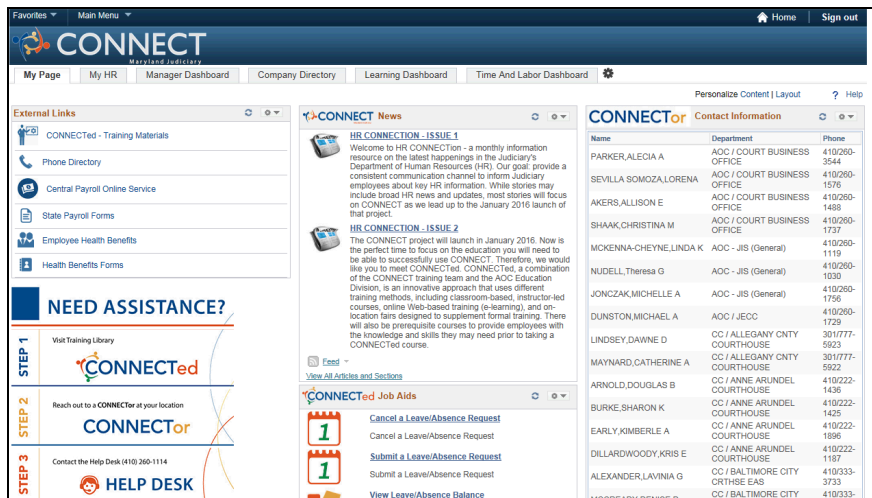 Favorites Main Menu Home Sign out
CONNECT
Maryland Judiciary
My Page My HR Manager Dashboard Company Directory Learning Dashboard Time And Labor Dashboard
Personalize Content | Layout ? Help
External Links
CONNECTed - Training Materials
Phone Directory
Central Payroll Online Service
State Payroll Forms
Employee Health Benefits
Health Benefits Forms
NEED ASSISTANCE?
STEP 1
Visit Training Library
CONNECTed
STEP 2
Reach out to a CONNECTor at your location
CONNECTor
STEP 3
Contact the Help Desk (410) 260-1114
HELP DESK
CONNECT News
HR CONNECTION - ISSUE 1
Welcome to HR CONNECTion - a monthly information
resource on the latest happenings in the Judiciary's
Department of Human Resources (HR). Our goal: provide a
consistent communication channel to inform Judiciary
employees about key HR information. While stories may
include broad HR news and updates, most stories will focus
on CONNECT as we lead up to the January 2016 launch of
that project.
HR CONNECTION - ISSUE 2
The CONNECT project will launch in January 2016. Now is
the perfect time to focus on the education you will need to
be able to successfully use CONNECT. Therefore, we would
like you to meet CONNECTed. CONNECTed, a combination
of the CONNECT training team and the AOC Education
Division, is an innovative approach that uses different
training methods, including classroom-based, instructor-led
courses, online Web-based training (e-learning), and on-
location fairs designed to supplement formal training. There
will also be prerequisite courses to provide employees with
the knowledge and skills they may need prior to taking a
CONNECTed course.
Feed
View All Articles and Sections
CONNECTed Job Aids
1
Cancel a Leave/Absence Request
Cancel a Leave/Absence Request
1
Submit a Leave/Absence Request
Submit a Leave/Absence Request
View Leave/Absence Balance
CONNECTor Contact Information
Name Department Phone
PARKER,ALECIA A AOC / COURT BUSINESS OFFICE 410/260-3544
SEVILLA SOMOZA,LORENA AOC / COURT BUSINESS OFFICE 410/260-1576
AKERS,ALLISON E AOC / COURT BUSINESS OFFICE 410/260-1488
SHAAK,CHRISTINA M AOC / COURT BUSINESS OFFICE 410/260-1737
MCKENNA-CHEYNE,LINDA K AOC - JIS (General) 410/260-1119
NUDELL,Theresa G AOC - JIS (General) 410/260-1030
JONCZAK,MICHELLE A AOC - JIS (General) 410/260-1756
DUNSTON,MICHAEL A AOC / JECC 410/260-1729
LINDSEY,DAWNE D CC / ALLEGANY CNTY COURTHOUSE 301/777-5923
MAYNARD,CATHERINE A CC / ALLEGANY CNTY COURTHOUSE 301/777-5922
ARNOLD,DOUGLAS B CC / ANNE ARUNDEL COURTHOUSE 410/222-1436
BURKE,SHARON K CC / ANNE ARUNDEL COURTHOUSE 410/222-1425
EARLY,KIMBERLE A CC / ANNE ARUNDEL COURTHOUSE 410/222-1896
DILLARDWOODY,KRIS E CC / ANNE ARUNDEL COURTHOUSE 410/222-1187
ALEXANDER,LAVINIA G CC / BALTIMORE CITY CRTHSE EAS 410/333-3733
CC / BALTIMORE CITY 410/333-